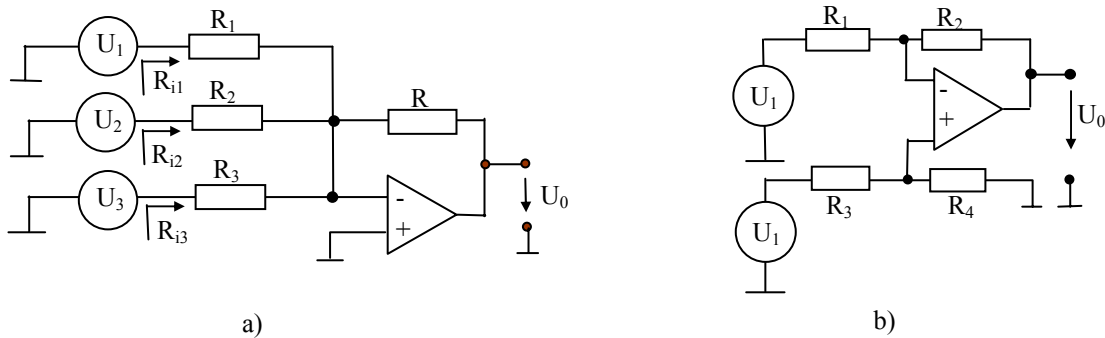 R1
U1
Ri1
R2
U2
Ri2
R
R3
U3
Ri3
-
+
U0
a)
R1
R2
U1
-
+
U0
R3
R4
U1
b)